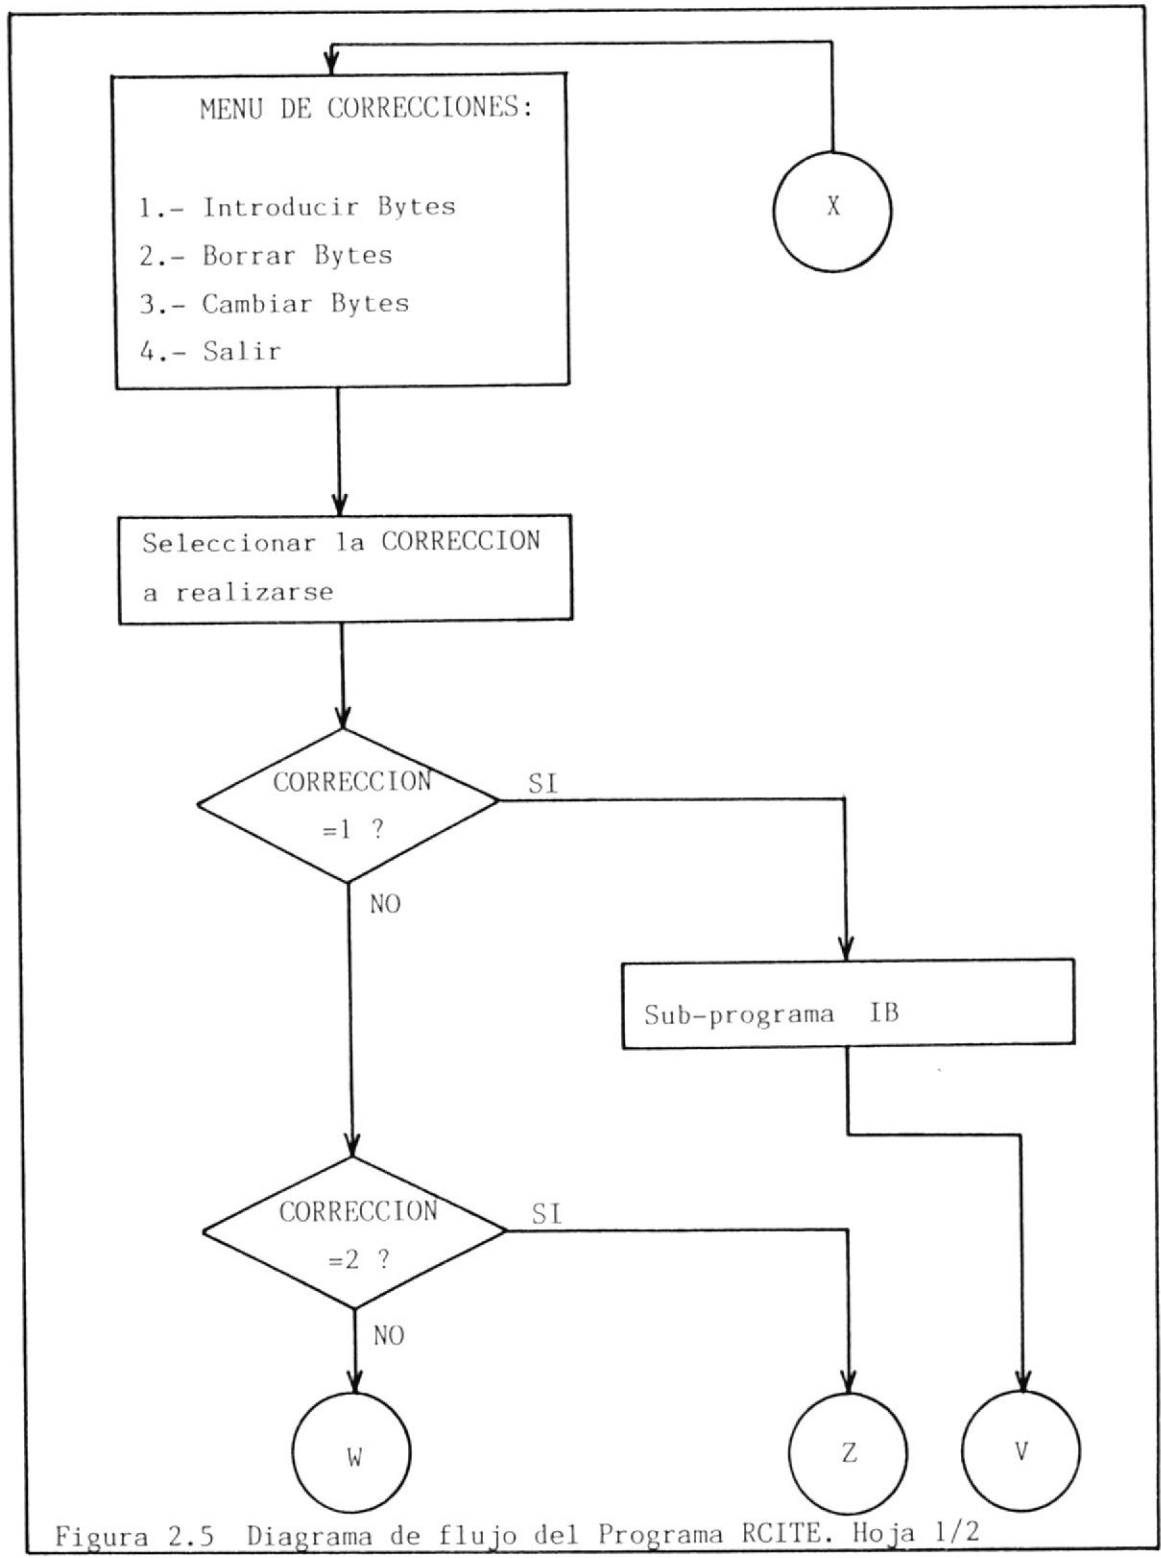 MENU DE CORRECCIONES:
X
1.- Introducir Bytes
2.- Borrar Bytes
3.- Cambiar Bytes
4.- Salir
Seleccionar la CORRECCION
a realizarse
CORRECCION
=1 ?
SI
NO
Sub-programa IB
CORRECCION
=2 ?
SI
NO
W
Z
V
Figura 2.5 Diagrama de flujo del Programa RCITE. Hoja 1/2